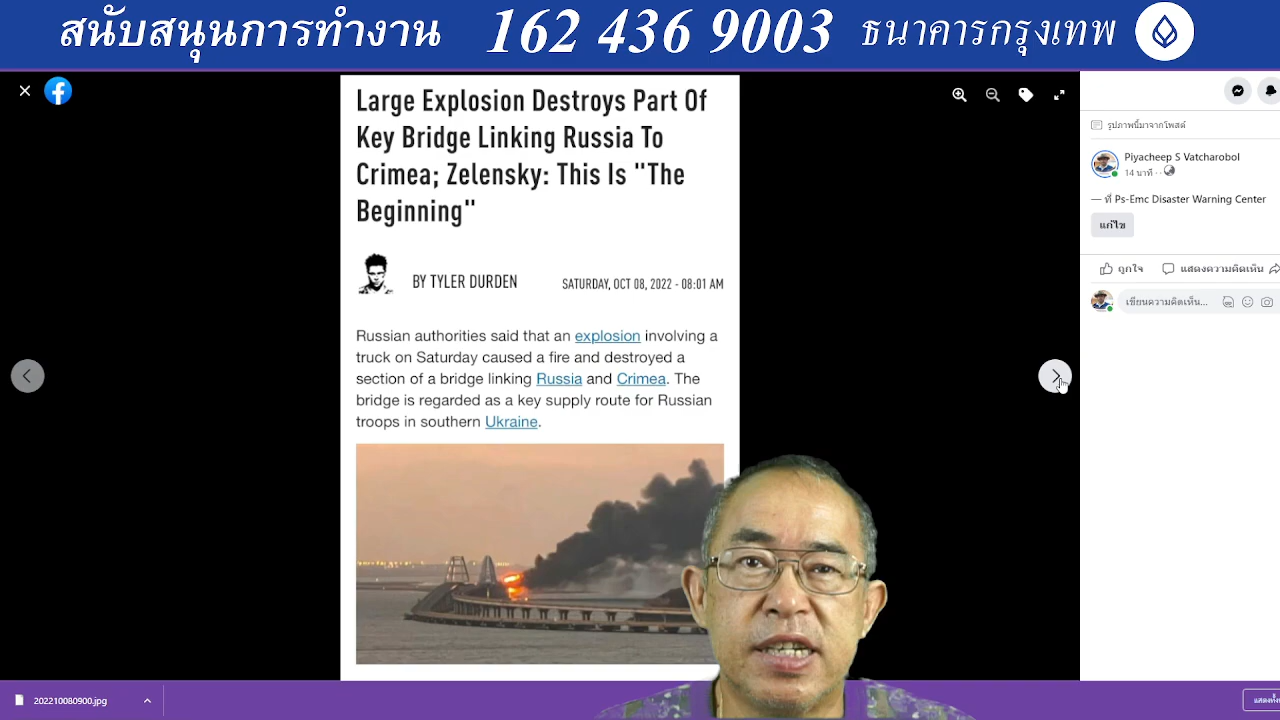 สนับสนุนการทำงาน 162 436 9003 ธนาคารกรุงเทพ
Large Explosion Destroys Part Of
Key Bridge Linking Russia To
Crimea; Zelensky: This Is "The
Beginning"
BY TYLER DURDEN
SATURDAY, OCT 08, 2022 - 08:01 AM
Russian authorities said that an explosion involving a
truck on Saturday caused a fire and destroyed a
section of a bridge linking Russia and Crimea. The
bridge is regarded as a key supply route for Russian
troops in southern Ukraine.
รูปภาพนี้มาจากโพสต์
Piyacheep S Vatcharobol
14 นาที ·
— ที่ Ps-Emc Disaster Warning Center
แก้ไข
ถูกใจ
แสดงความคิดเห็น
เขียนความคิดเห็น...
202210080900.jpg